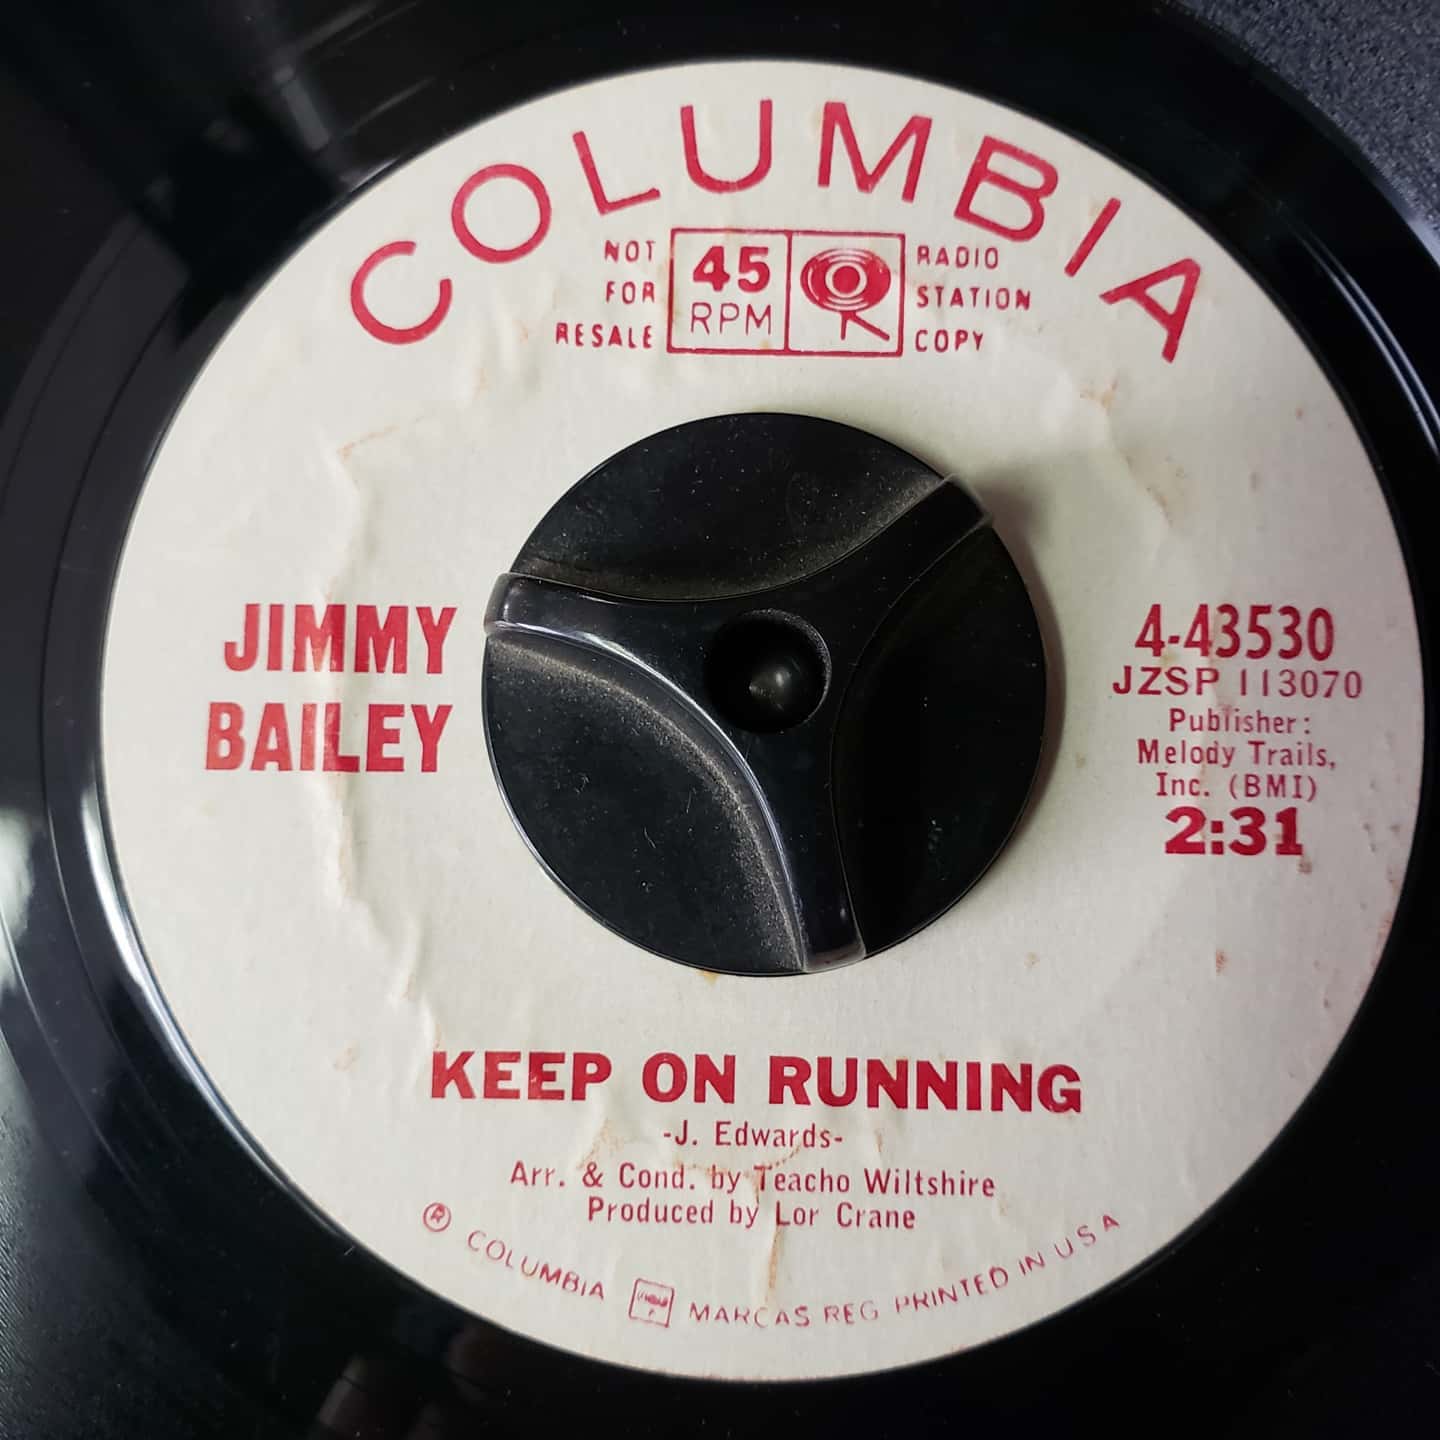 COLUMBIA
NOT
FOR
RESALE
45
RPM
RADIO
STATION
COPY
JIMMY
BAILEY
4-43530
JZSP 113070
Publisher:
Melody Trails,
Inc. (BMI)
2:31
KEEP ON RUNNING
-J. Edwards-
Arr. & Cond. by Teacho Wiltshire
Produced by Lor Crane
® COLUMBIA MARCAS REG PRINTED IN U S A